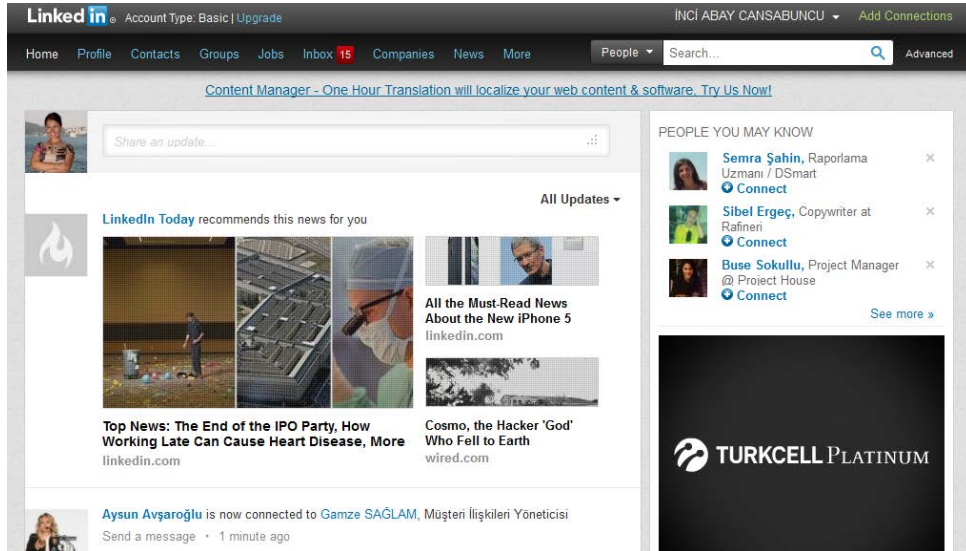 Linked in ® Account Type: Basic | Upgrade
İNCİ ABAY CANSABUNCU Add Connections
Home Profile Contacts Groups Jobs Inbox 15 Companies News More
People Search... Advanced
Content Manager - One Hour Translation will localize your web content & software, Try Us Now!
Share an update...
All Updates
LinkedIn Today recommends this news for you
Top News: The End of the IPO Party, How
Working Late Can Cause Heart Disease, More
linkedin.com
All the Must-Read News
About the New iPhone 5
linkedin.com
Cosmo, the Hacker 'God'
Who Fell to Earth
wired.com
Aysun Avşaroğlu is now connected to Gamze SAĞLAM, Müşteri İlişkileri Yöneticisi
Send a message • 1 minute ago
PEOPLE YOU MAY KNOW
Semra Şahin, Raporlama
Uzmanı / DSmart
Connect
Sibel Ergeç, Copywriter at
Rafineri
Connect
Buse Sokullu, Project Manager
@ Project House
Connect
See more »
TURKCELL PLATINUM